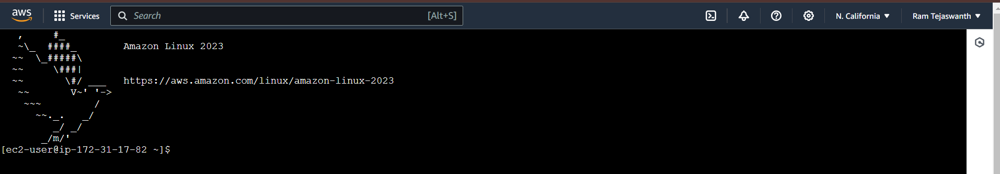 aws Services Search [Alt+S] N. California Ram Tejaswanth
   ,     #_
   ~\_  ####_        Amazon Linux 2023
  ~~  \_#####\
  ~~     \###|
  ~~       \#/ ___   https://aws.amazon.com/linux/amazon-linux-2023
   ~~       V~' '->
    ~~~         /
      ~~._.   _/
         _/ _/
       _/m/'
[ec2-user@ip-172-31-17-82 ~]$